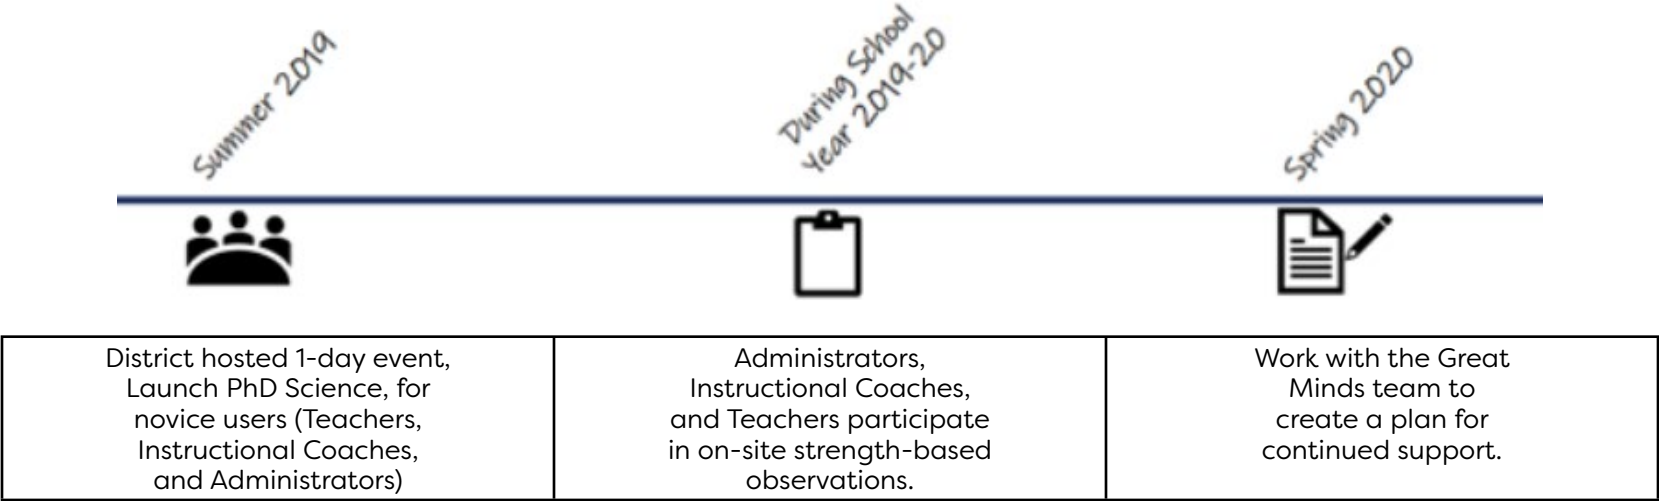 Summer 2019
During School
Year 2019-20
Spring 2020
District hosted 1-day event,
Launch PhD Science, for
novice users (Teachers,
Instructional Coaches,
and Administrators)
Administrators,
Instructional Coaches,
and Teachers participate
in on-site strength-based
observations.
Work with the Great
Minds team to
create a plan for
continued support.